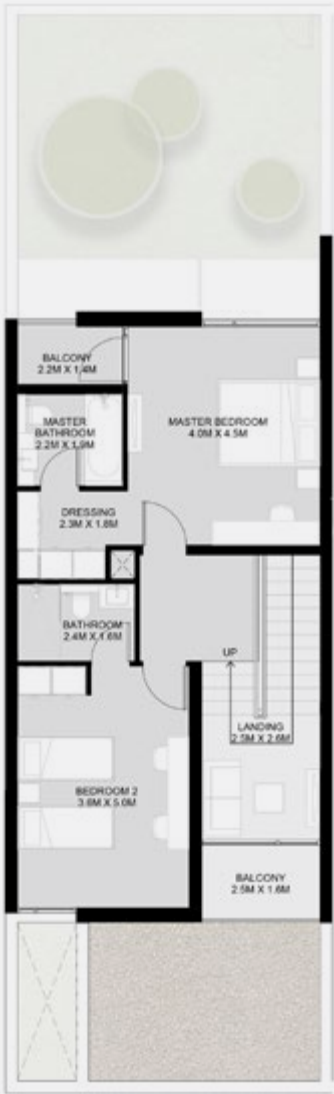 BALCONY
2.2M X 1.4M
MASTER
BATHROOM
2.2M X 1.9M
MASTER BEDROOM
4.0M X 4.5M
DRESSING
2.3M X 1.8M
BATHROOM
2.4M X 1.6M
UP
LANDING
2.5M X 2.6M
BEDROOM 2
3.6M X 5.0M
BALCONY
2.5M X 1.6M